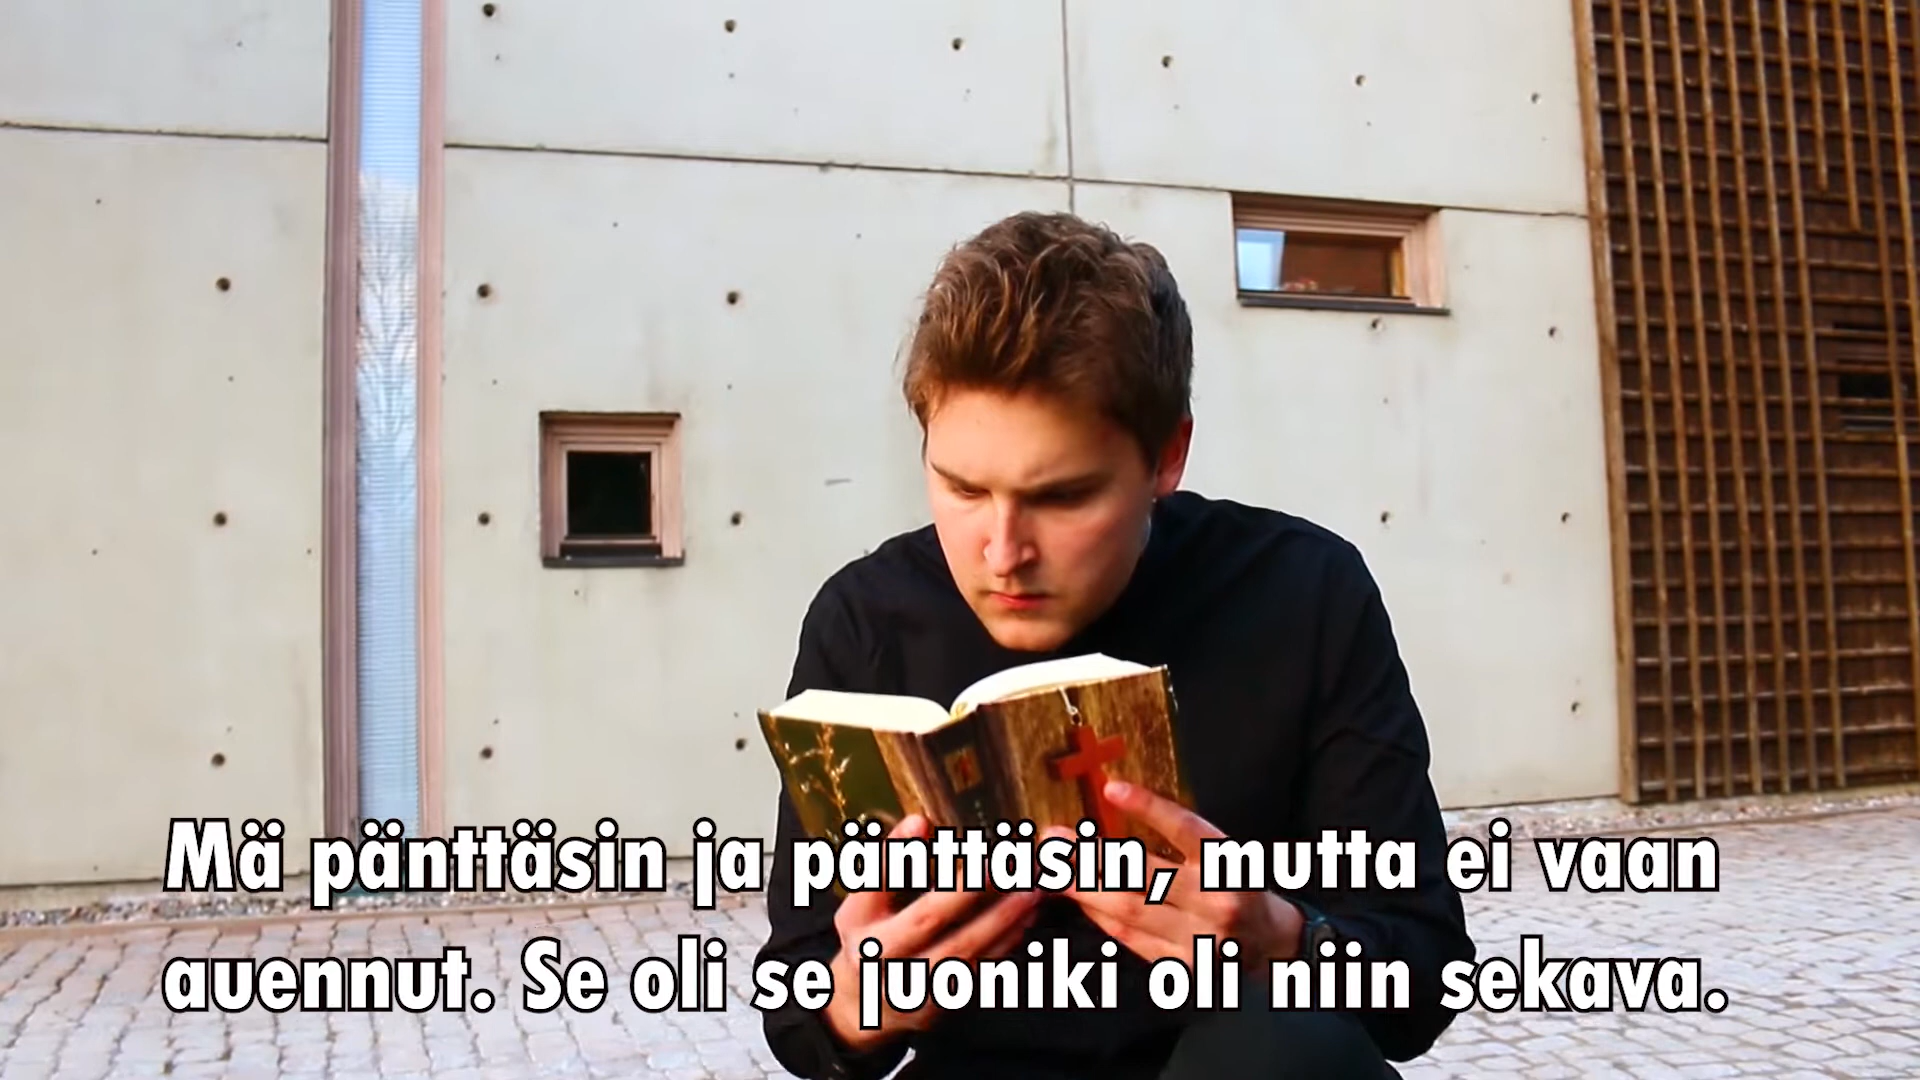 Mä pänttäsin ja pänttäsin, mutta ei vaan
auennut. Se oli se juoniki oli niin sekava.